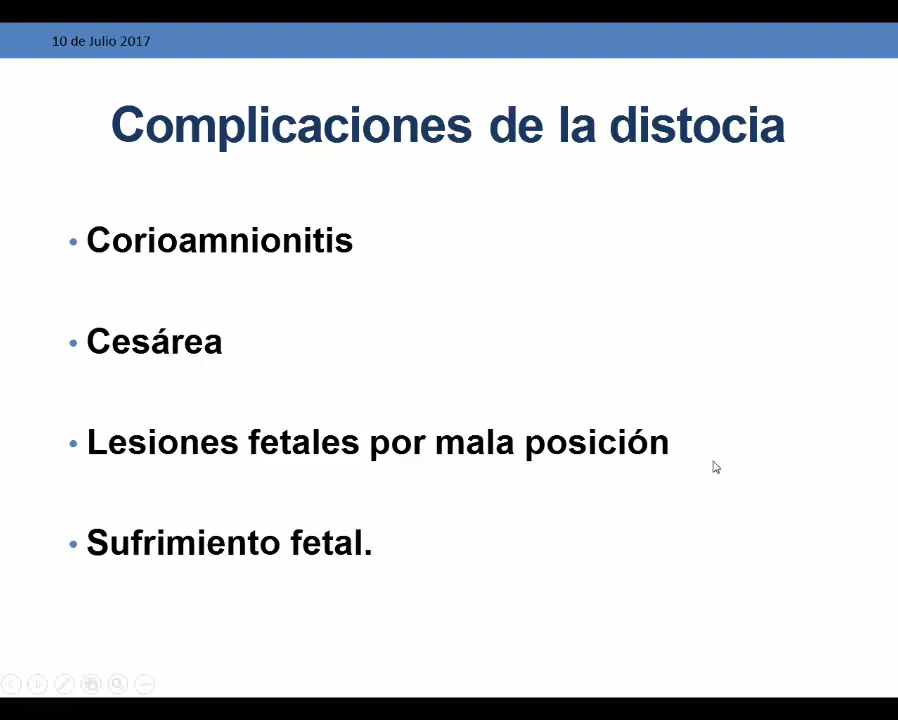 10 de Julio 2017
Complicaciones de la distocia
• Corioamnionitis
• Cesárea
• Lesiones fetales por mala posición
• Sufrimiento fetal.